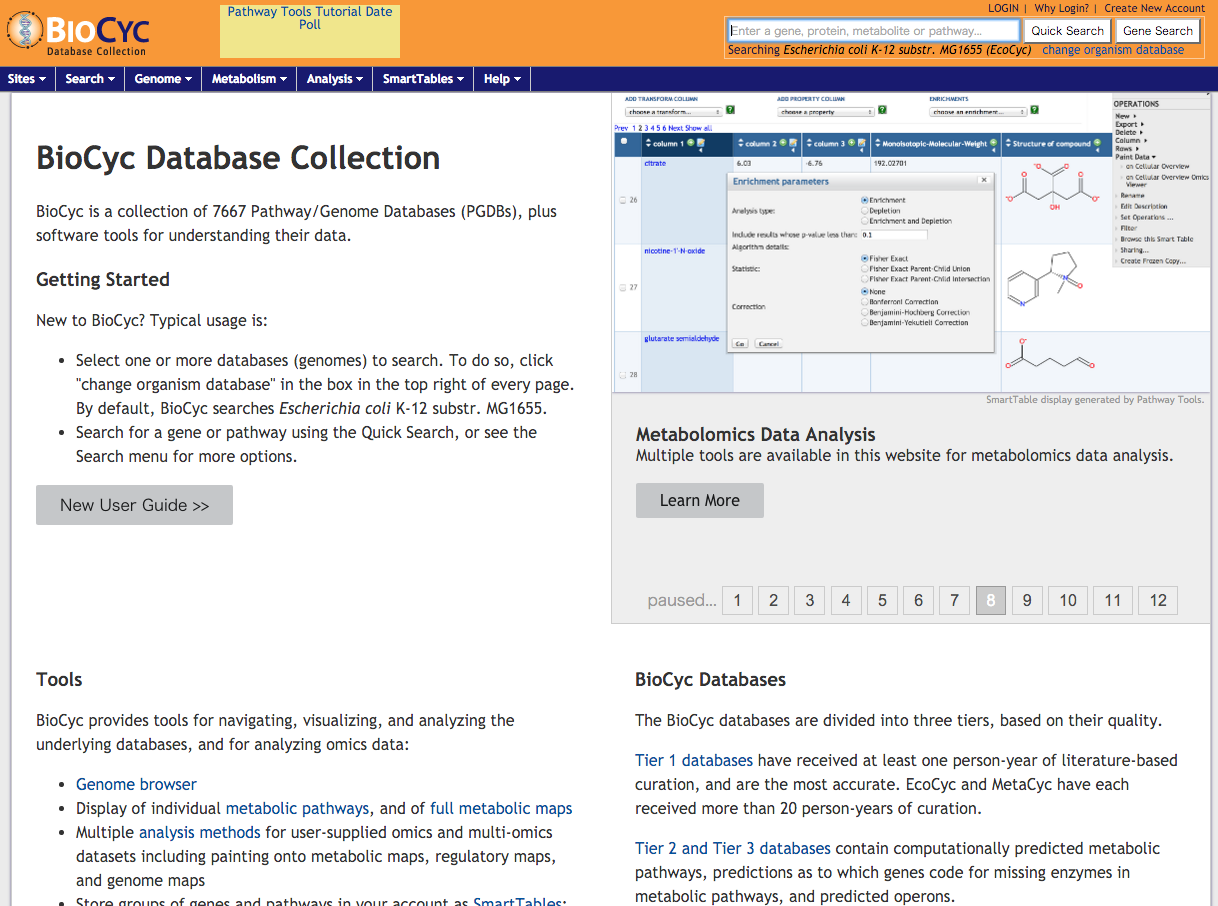 BioCyc
Database Collection
Pathway Tools Tutorial Date
Poll
LOGIN | Why Login? | Create New Account
Enter a gene, protein, metabolite or pathway...
Quick Search
Gene Search
Searching Escherichia coli K-12 substr. MG1655 (EcoCyc) change organism database
Sites Search Genome Metabolism Analysis SmartTables Help
BioCyc Database Collection
BioCyc is a collection of 7667 Pathway/Genome Databases (PGDBs), plus
software tools for understanding their data.
Getting Started
New to BioCyc? Typical usage is:
• Select one or more databases (genomes) to search. To do so, click
"change organism database" in the box in the top right of every page.
By default, BioCyc searches Escherichia coli K-12 substr. MG1655.
• Search for a gene or pathway using the Quick Search, or see the
Search menu for more options.
New User Guide >>
ADD TRANSFORM COLUMN ADD PROPERTY COLUMN ENRICHMENTS
choose a transform... ? choose a property ? choose an enrichment... ?
Prev 1 2 3 4 5 6 Next Show all
column 1 column 2 column 3 Monoisotopic-Molecular-Weight Structure of compound
citrate 6.03 -6.76 192.02701
26
nicotine-1'-N-oxide
27
glutarate semialdehyde
28
Enrichment parameters
Analysis type:
Enrichment
Depletion
Enrichment and Depletion
Include results whose p-value less than: 0.1
Algorithm details:
Statistic:
Fisher Exact
Fisher Exact Parent-Child Union
Fisher Exact Parent-Child Intersection
Correction
None
Bonferroni Correction
Benjamini-Hochberg Correction
Benjamini-Yekutieli Correction
Go Cancel
OPERATIONS
New
Export
Delete
Column
Rows
Paint Data
on Cellular Overview
on Cellular Overview Omics
Viewer
Rename
Edit Description
Set Operations ...
Filter
Browse this Smart Table
Sharing...
Create Frozen Copy...
SmartTable display generated by Pathway Tools.
Metabolomics Data Analysis
Multiple tools are available in this website for metabolomics data analysis.
Learn More
paused... 1 2 3 4 5 6 7 8 9 10 11 12
Tools
BioCyc provides tools for navigating, visualizing, and analyzing the
underlying databases, and for analyzing omics data:
• Genome browser
• Display of individual metabolic pathways, and of full metabolic maps
• Multiple analysis methods for user-supplied omics and multi-omics
datasets including painting onto metabolic maps, regulatory maps,
and genome maps
• Store groups of genes and pathways in your account as SmartTables;
BioCyc Databases
The BioCyc databases are divided into three tiers, based on their quality.
Tier 1 databases have received at least one person-year of literature-based
curation, and are the most accurate. EcoCyc and MetaCyc have each
received more than 20 person-years of curation.
Tier 2 and Tier 3 databases contain computationally predicted metabolic
pathways, predictions as to which genes code for missing enzymes in
metabolic pathways, and predicted operons.